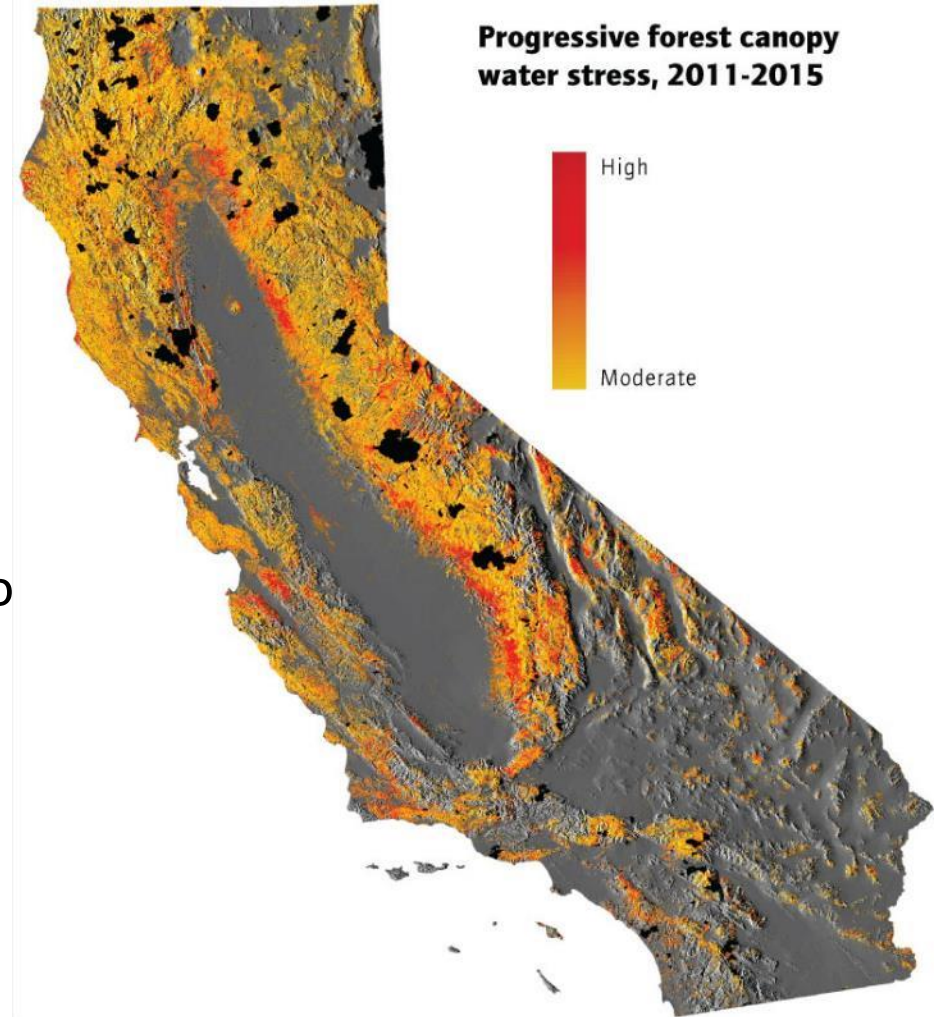 Progressive forest canopy
water stress, 2011-2015
High
Moderate
o